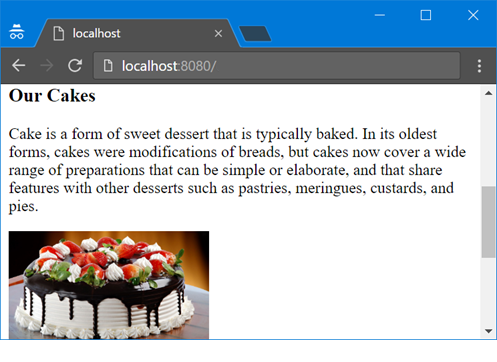 localhost
localhost:8080/
Our Cakes
Cake is a form of sweet dessert that is typically baked. In its oldest
forms, cakes were modifications of breads, but cakes now cover a wide
range of preparations that can be simple or elaborate, and that share
features with other desserts such as pastries, meringues, custards, and
pies.